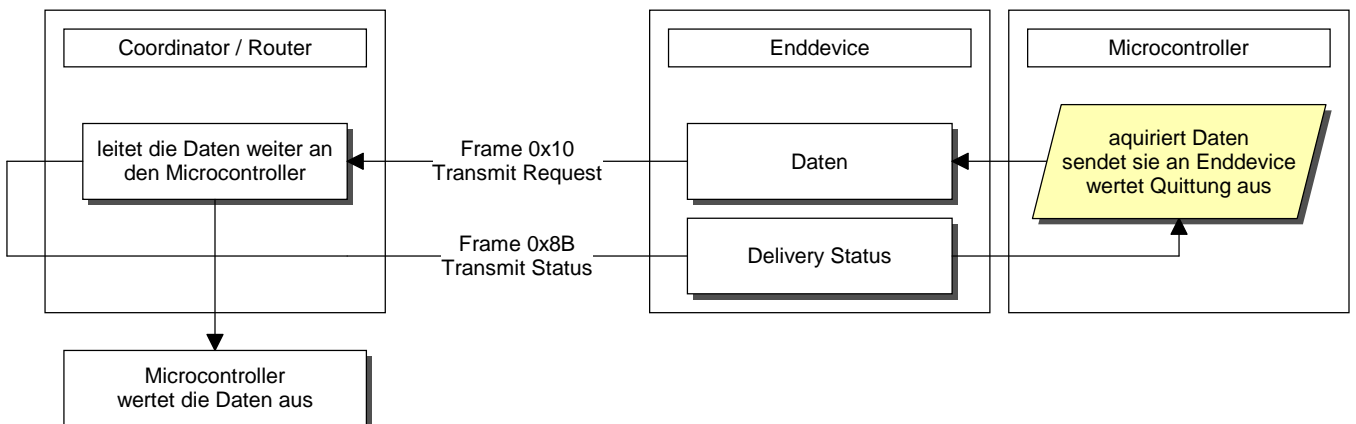 Coordinator / Router
Enddevice
Microcontroller
leitet die Daten weiter an
den Microcontroller
Frame 0x10
Transmit Request
Daten
aquiriert Daten
sendet sie an Enddevice
wertet Quittung aus
Frame 0x8B
Transmit Status
Delivery Status
Microcontroller
wertet die Daten aus